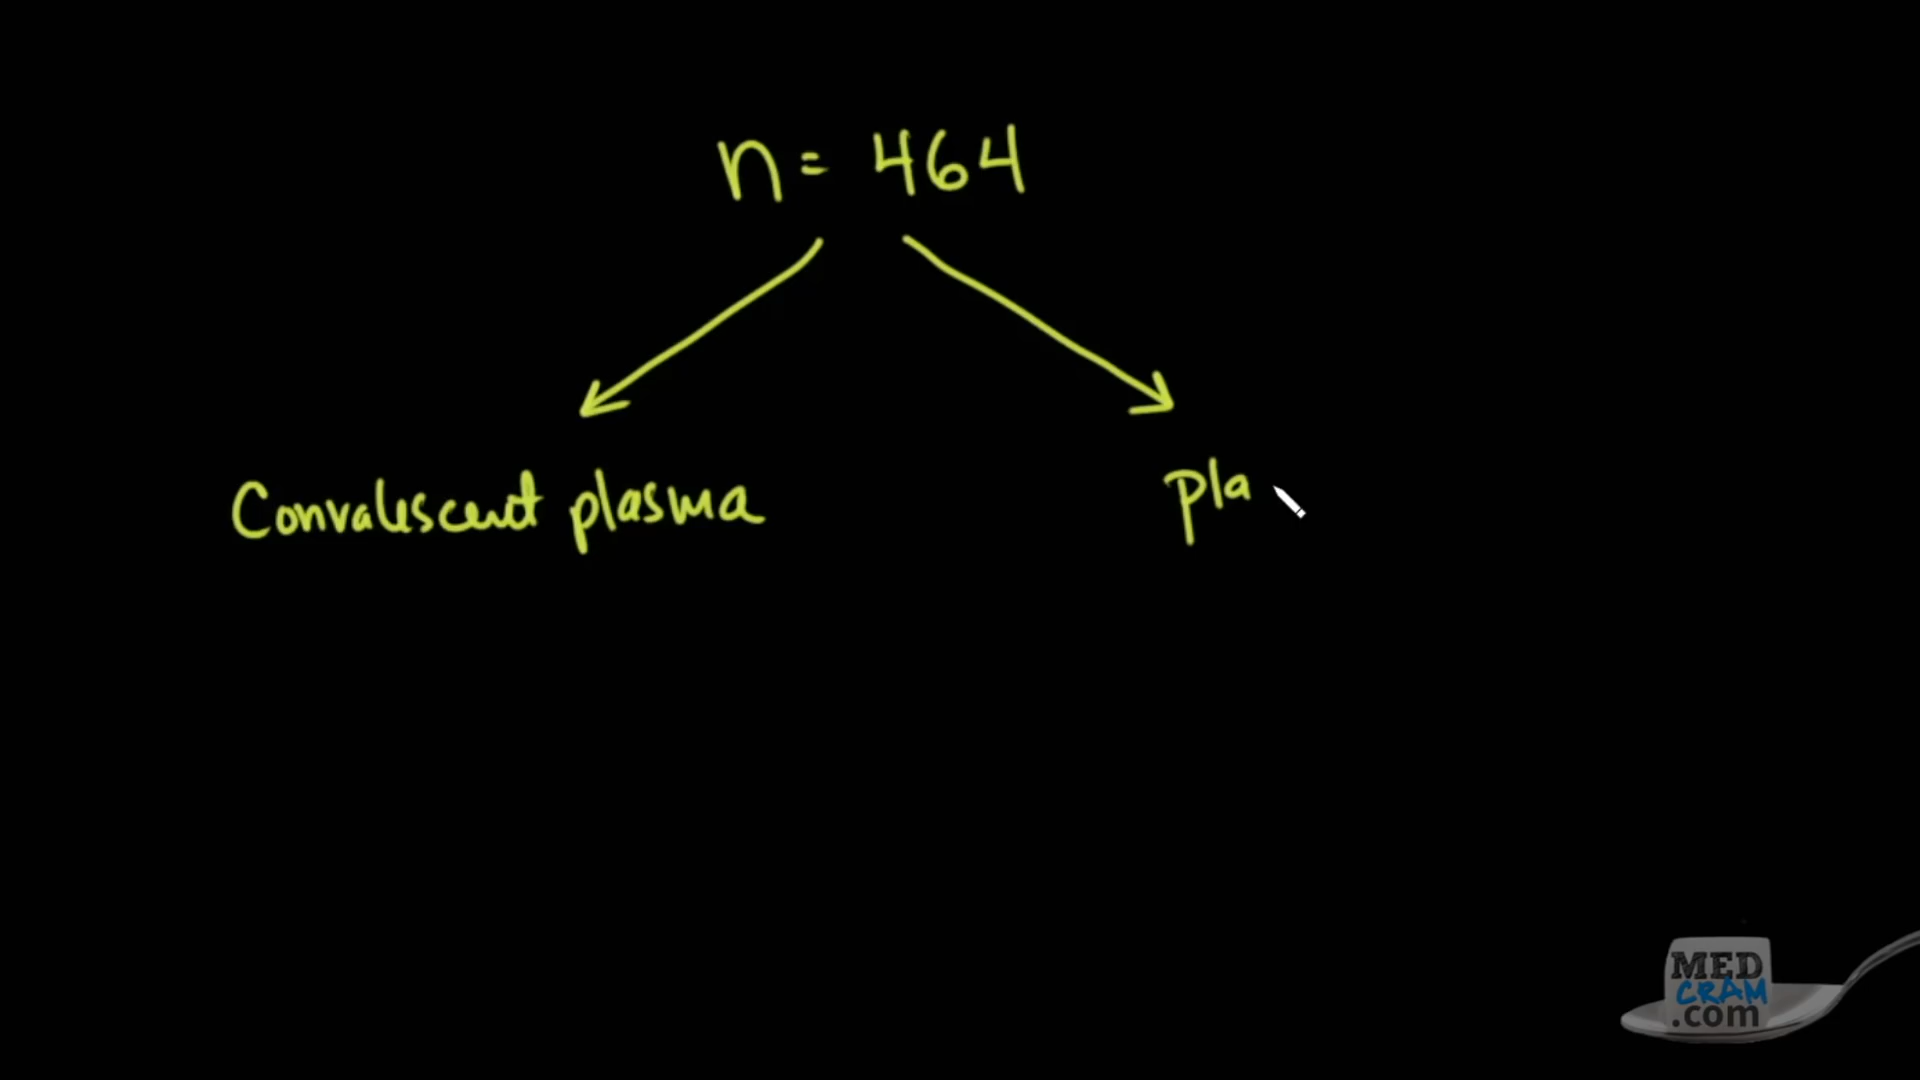 n = 464
Convalescent plasma
pla
MED
CRAM
.com